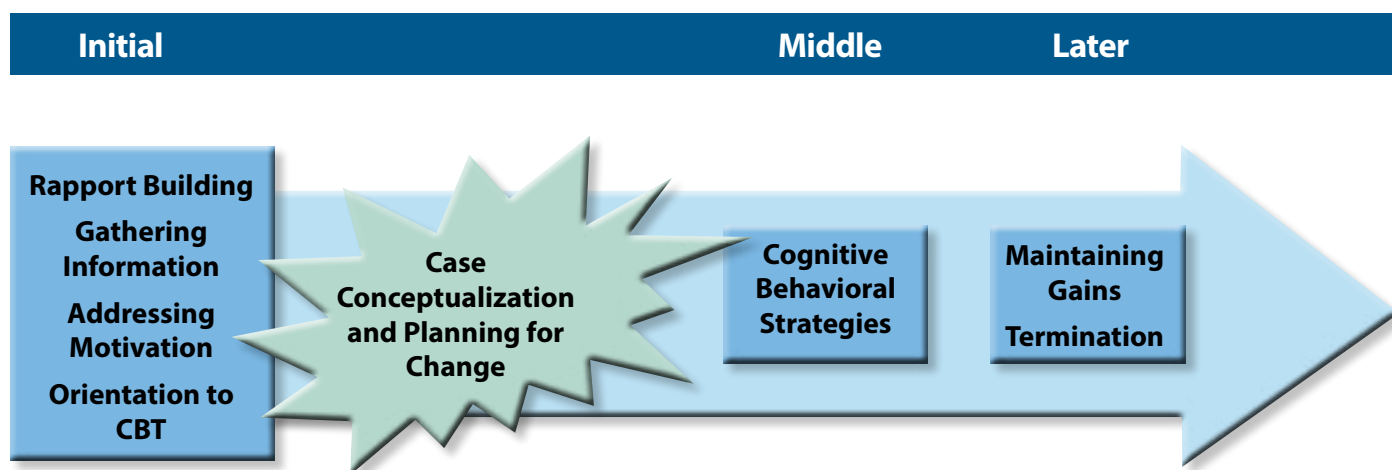 Initial Middle Later
Rapport Building
Gathering
Information
Addressing
Motivation
Orientation to
CBT
Case
Conceptualization
and Planning for
Change
Cognitive
Behavioral
Strategies
Maintaining
Gains
Termination